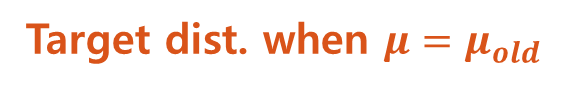 Target dist. when μ = μ_old